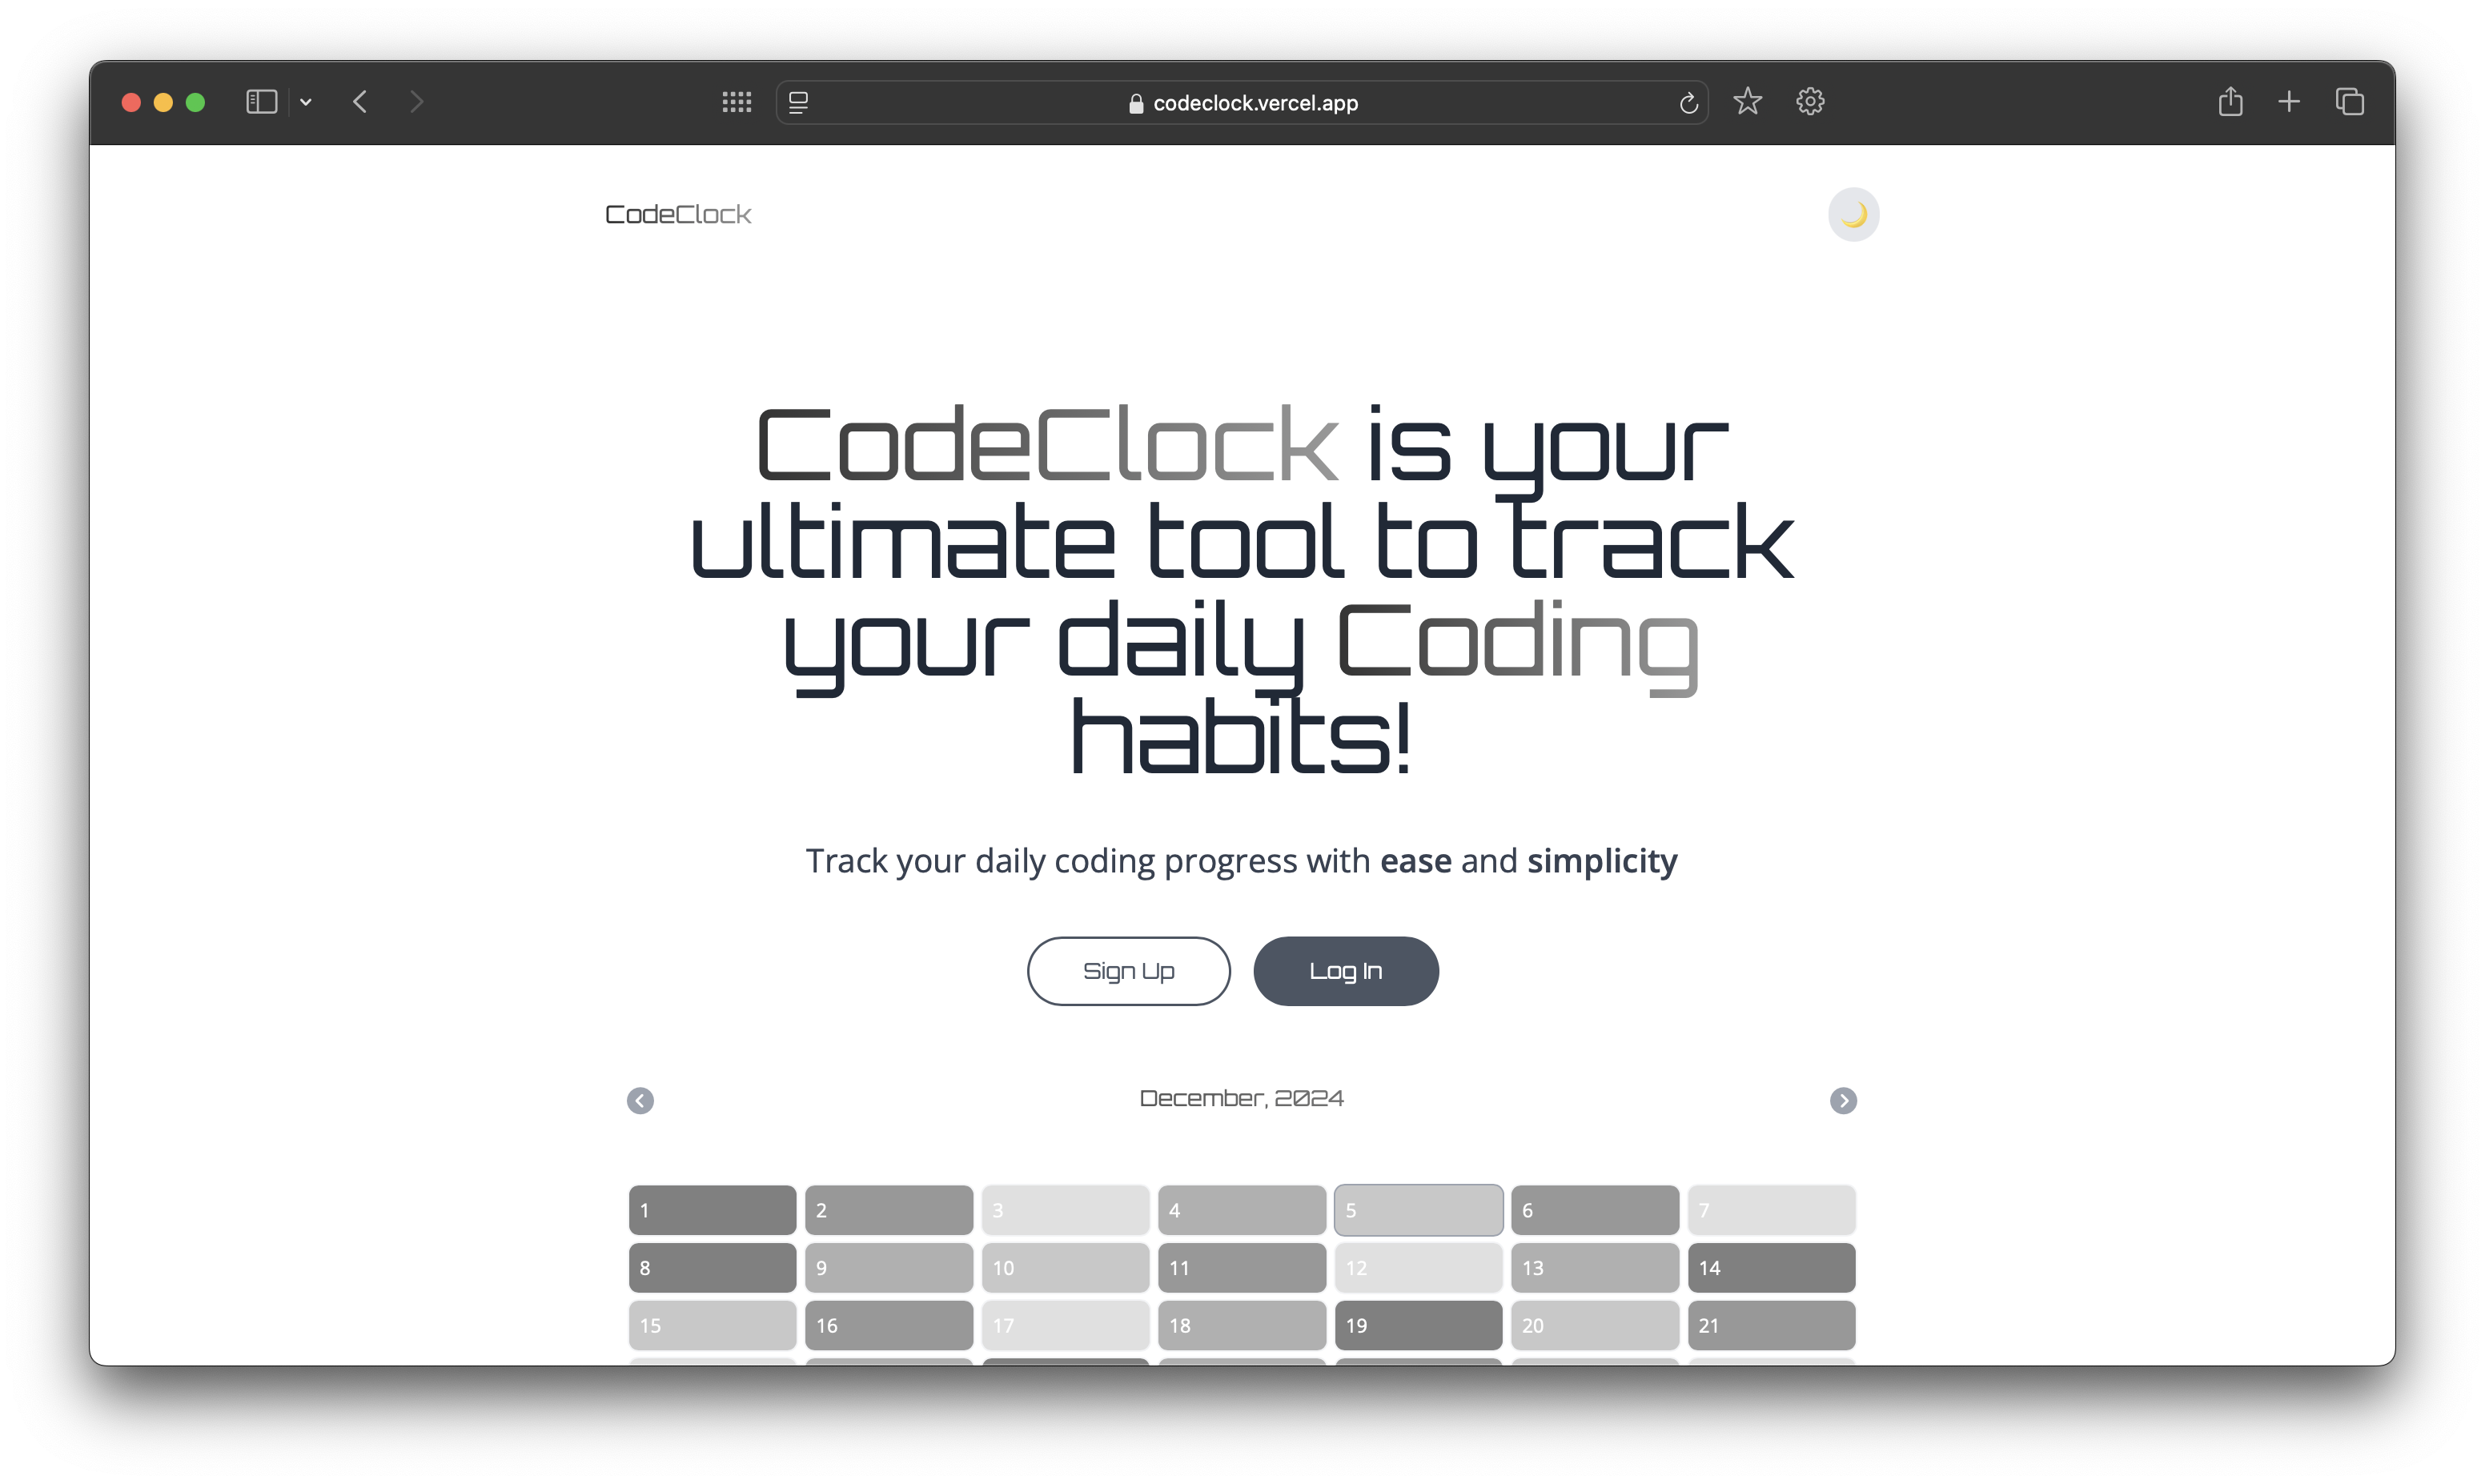 codeclock.vercel.app
CodeClock
CodeClock is your
ultimate tool to track
your daily Coding
habits!
Track your daily coding progress with ease and simplicity
Sign Up Log In
December, 2024
1 2 3 4 5 6 7
8 9 10 11 12 13 14
15 16 17 18 19 20 21